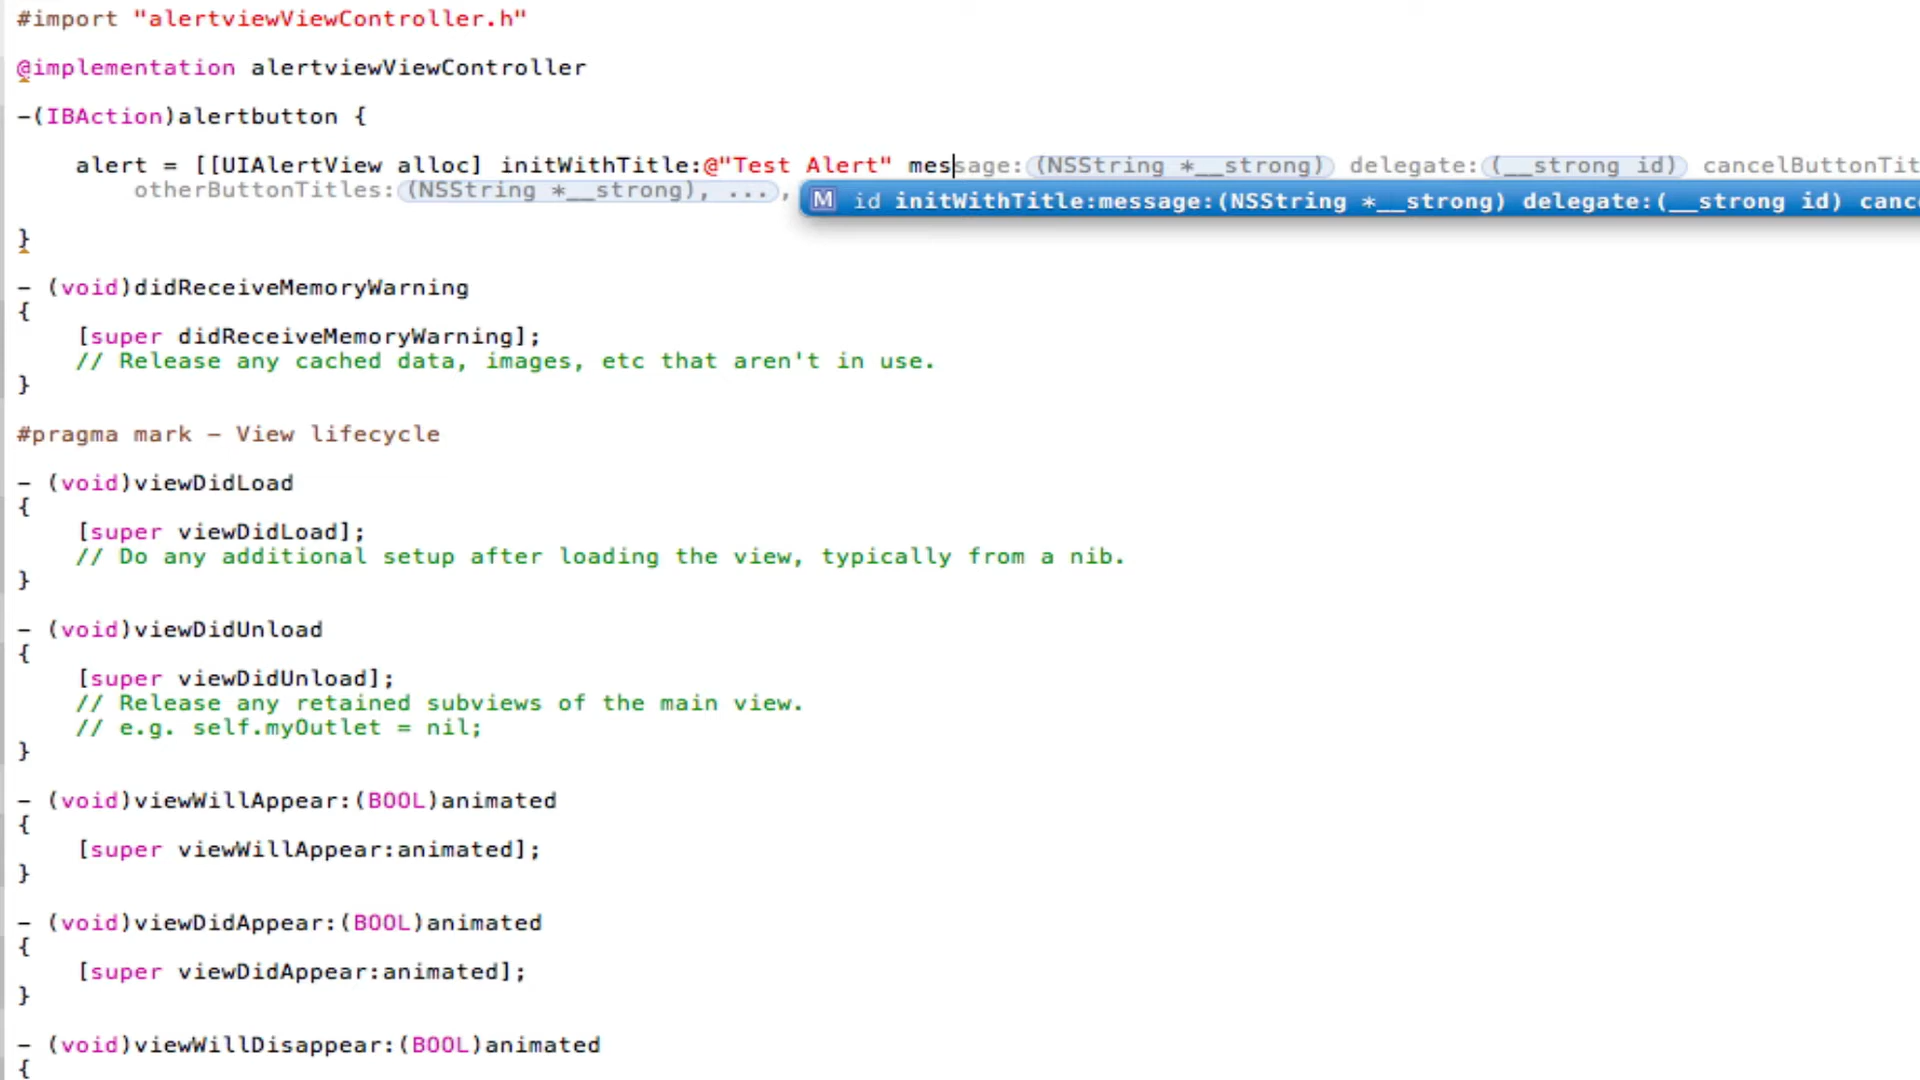 #import "alertviewViewController.h"
@implementation alertviewViewController
-(IBAction)alertbutton {
alert = [[UIAlertView alloc] initWithTitle:@"Test Alert" message:(NSString *__strong) delegate:(__strong id) cancelButtonTit
otherButtonTitles:(NSString *__strong), ...,
M id initWithTitle:message:(NSString *__strong) delegate:(__strong id) canc
}
- (void)didReceiveMemoryWarning
{
[super didReceiveMemoryWarning];
// Release any cached data, images, etc that aren't in use.
}
#pragma mark - View lifecycle
- (void)viewDidLoad
{
[super viewDidLoad];
// Do any additional setup after loading the view, typically from a nib.
}
- (void)viewDidUnload
{
[super viewDidUnload];
// Release any retained subviews of the main view.
// e.g. self.myOutlet = nil;
}
- (void)viewWillAppear:(BOOL)animated
{
[super viewWillAppear:animated];
}
- (void)viewDidAppear:(BOOL)animated
{
[super viewDidAppear:animated];
}
- (void)viewWillDisappear:(BOOL)animated
{